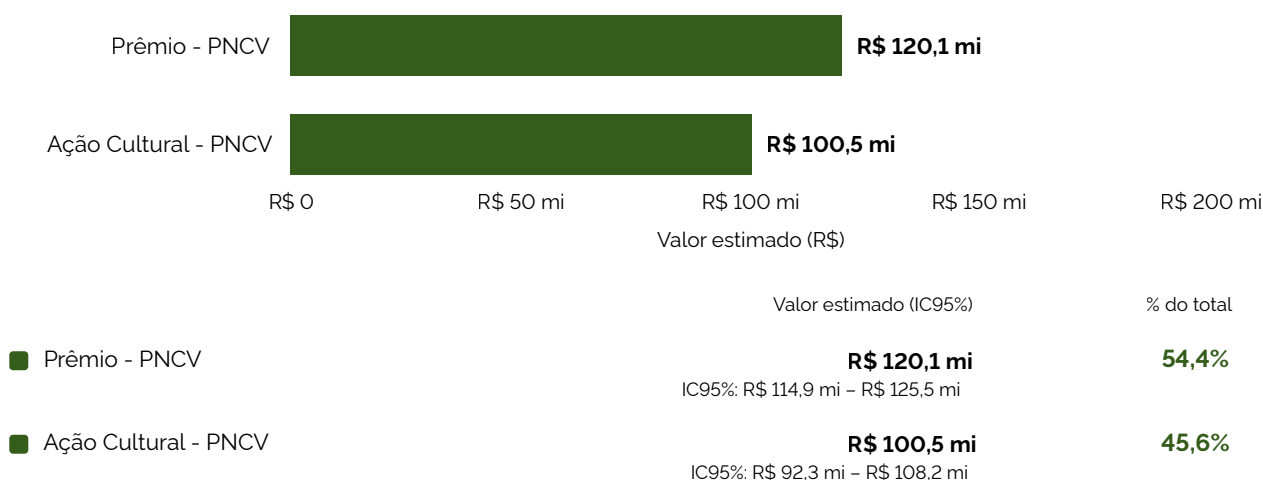 Prêmio - PNCV
R$ 120,1 mi
Ação Cultural - PNCV
R$ 100,5 mi
R$ 0 R$ 50 mi R$ 100 mi R$ 150 mi R$ 200 mi
Valor estimado (R$)
Valor estimado (IC95%) % do total
Prêmio - PNCV R$ 120,1 mi 54,4%
IC95%: R$ 114,9 mi – R$ 125,5 mi
Ação Cultural - PNCV R$ 100,5 mi 45,6%
IC95%: R$ 92,3 mi – R$ 108,2 mi